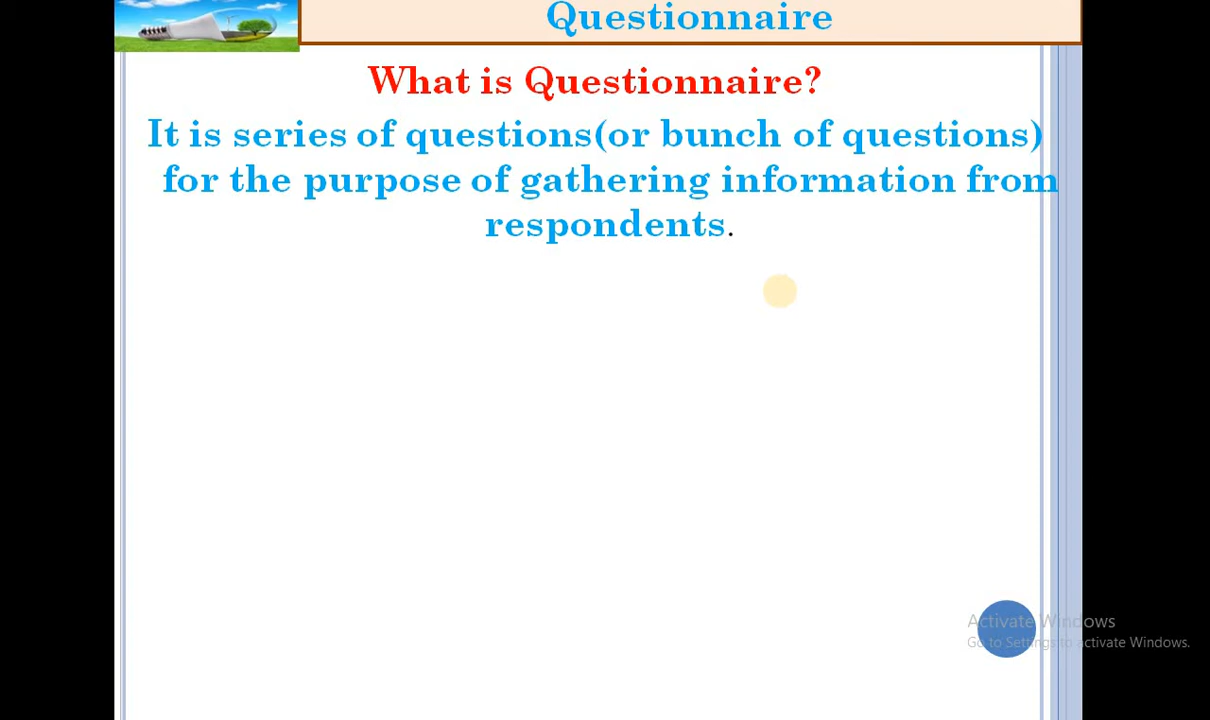 Questionnaire
What is Questionnaire?
It is series of questions(or bunch of questions)
for the purpose of gathering information from
respondents.
Activate Windows
Go to Settings to activate Windows.